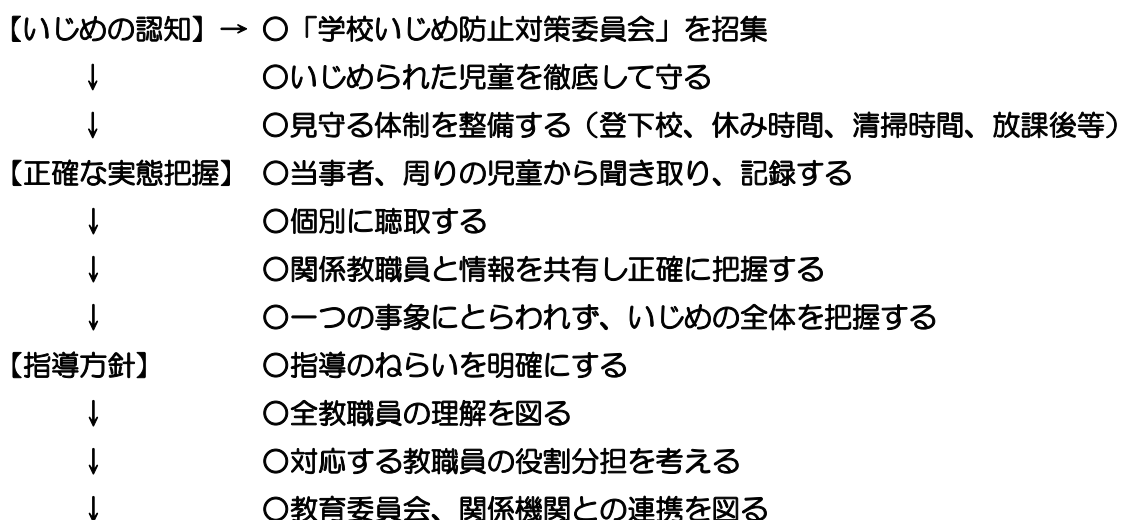 【いじめの認知】→ ○「学校いじめ防止対策委員会」を招集
↓ ○いじめられた児童を徹底して守る
↓ ○見守る体制を整備する（登下校、休み時間、清掃時間、放課後等）
【正確な実態把握】 ○当事者、周りの児童から聞き取り、記録する
↓ ○個別に聴取する
↓ ○関係教職員と情報を共有し正確に把握する
↓ ○一つの事象にとらわれず、いじめの全体を把握する
【指導方針】 ○指導のねらいを明確にする
↓ ○全教職員の理解を図る
↓ ○対応する教職員の役割分担を考える
↓ ○教育委員会、関係機関との連携を図る